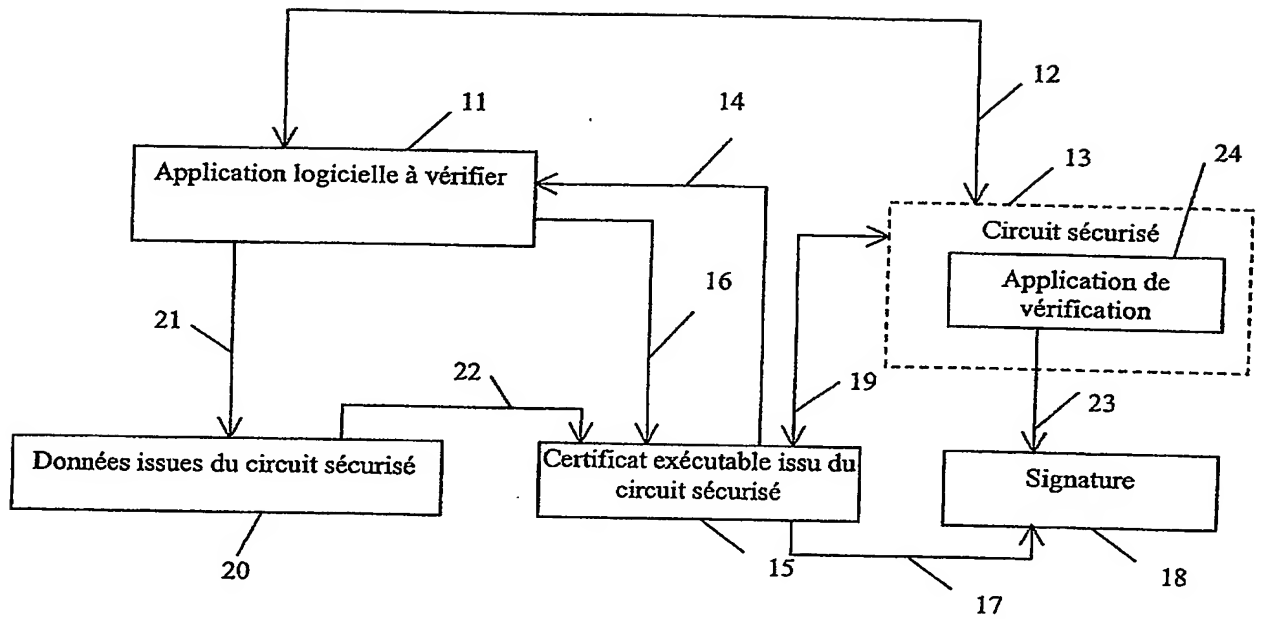 12
11
14
13
24
Application logicielle à vérifier
Circuit sécurisé
Application de
vérification
16
21
22
19
23
Données issues du circuit sécurisé
Certificat exécutable issu du
circuit sécurisé
Signature
20
15
17
18